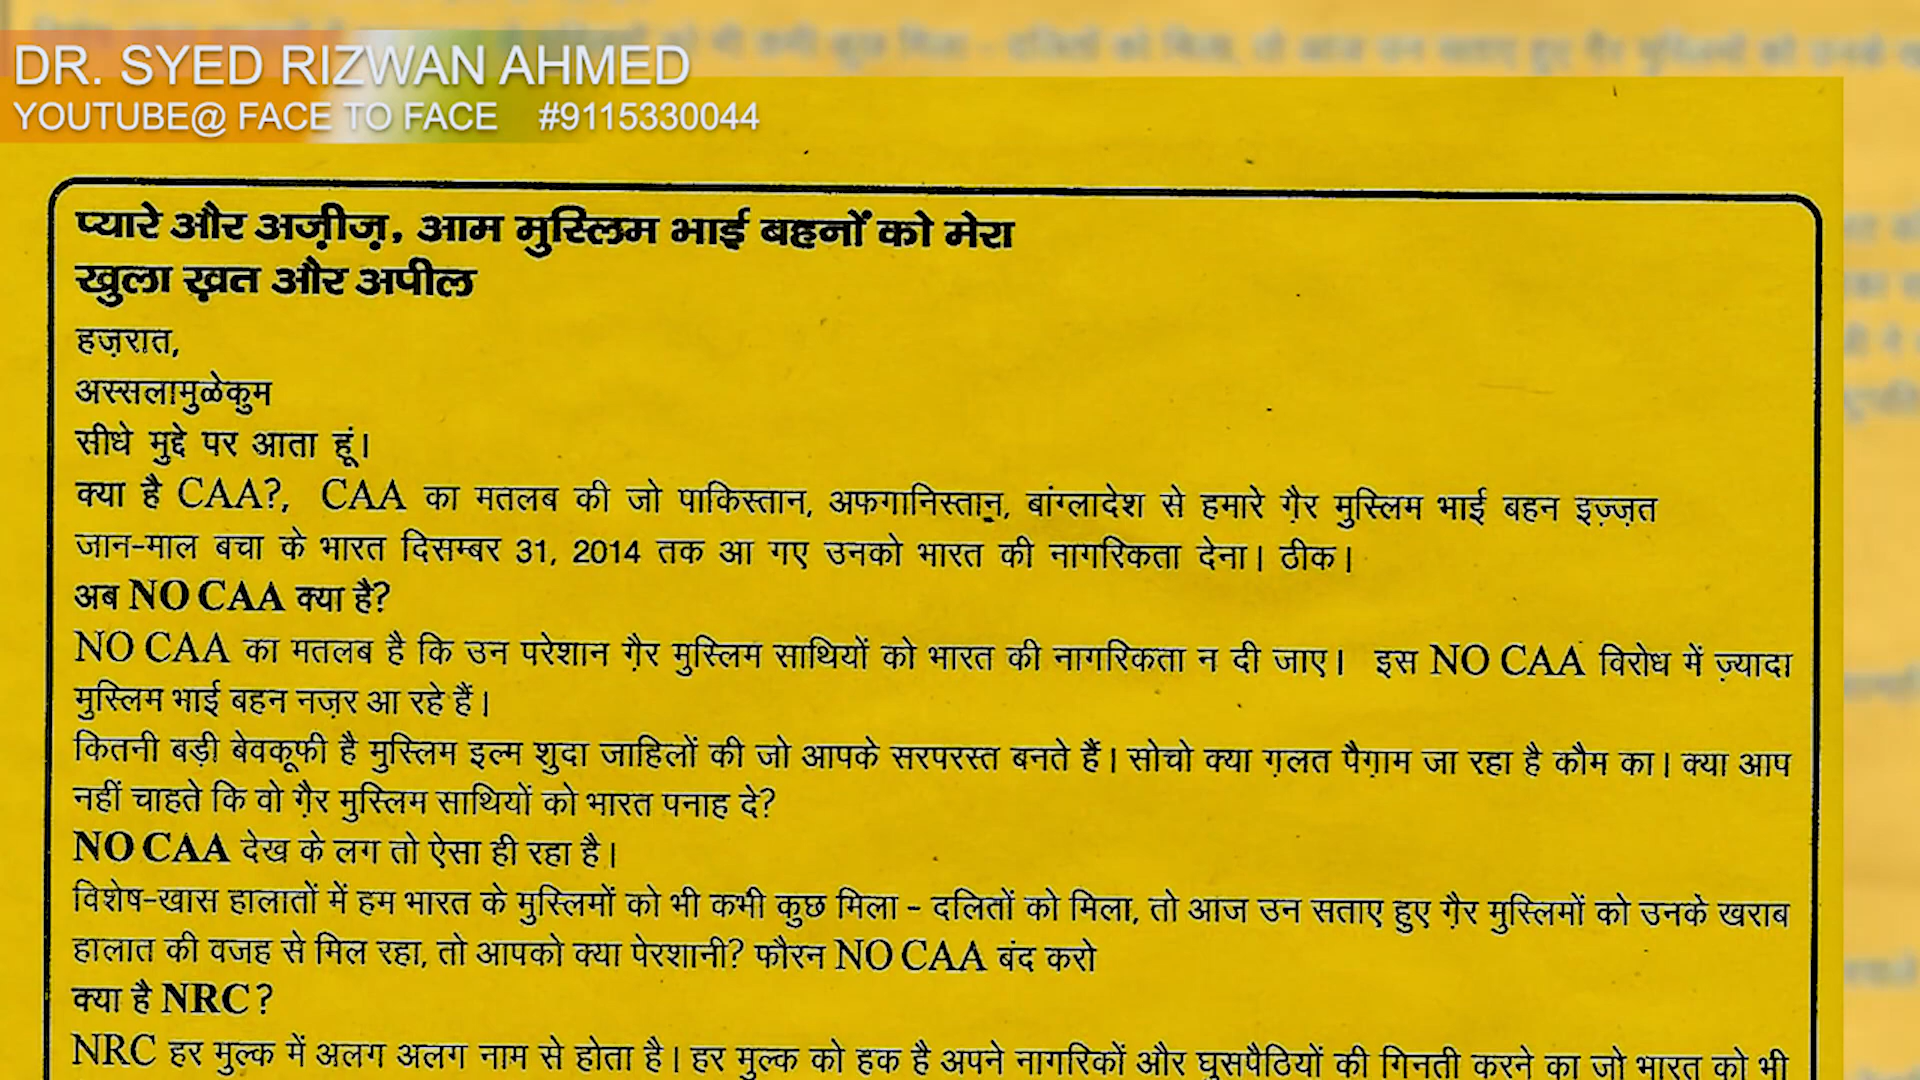 DR. SYED RIZWAN AHMED
YOUTUBE@ FACE TO FACE #9115330044
प्यारे और अज़ीज़, आम मुस्लिम भाई बहनों को मेरा
खुला ख़त और अपील
हज़रात,
अस्सलामुळेकुम
सीधे मुद्दे पर आता हूं।
क्या है CAA?, CAA का मतलब की जो पाकिस्तान, अफगानिस्तान, बांग्लादेश से हमारे ग़ैर मुस्लिम भाई बहन इज़्ज़त
जान-माल बचा के भारत दिसम्बर 31, 2014 तक आ गए उनको भारत की नागरिकता देना। ठीक।
अब NO CAA क्या है?
NO CAA का मतलब है कि उन परेशान ग़ैर मुस्लिम साथियों को भारत की नागरिकता न दी जाए। इस NO CAA विरोध में ज़्यादा
मुस्लिम भाई बहन नज़र आ रहे हैं।
कितनी बड़ी बेवकूफी है मुस्लिम इल्म शुदा जाहिलों की जो आपके सरपरस्त बनते हैं। सोचो क्या ग़लत पैग़ाम जा रहा है कौम का। क्या आप
नहीं चाहते कि वो ग़ैर मुस्लिम साथियों को भारत पनाह दे?
NO CAA देख के लग तो ऐसा ही रहा है।
विशेष-खास हालातों में हम भारत के मुस्लिमों को भी कभी कुछ मिला - दलितों को मिला, तो आज उन सताए हुए ग़ैर मुस्लिमों को उनके खराब
हालात की वजह से मिल रहा, तो आपको क्या पेरशानी? फौरन NO CAA बंद करो
क्या है NRC?
NRC हर मुल्क में अलग अलग नाम से होता है। हर मुल्क को हक है अपने नागरिकों और घुसपैठियों की गिनती करने का जो भारत को भी